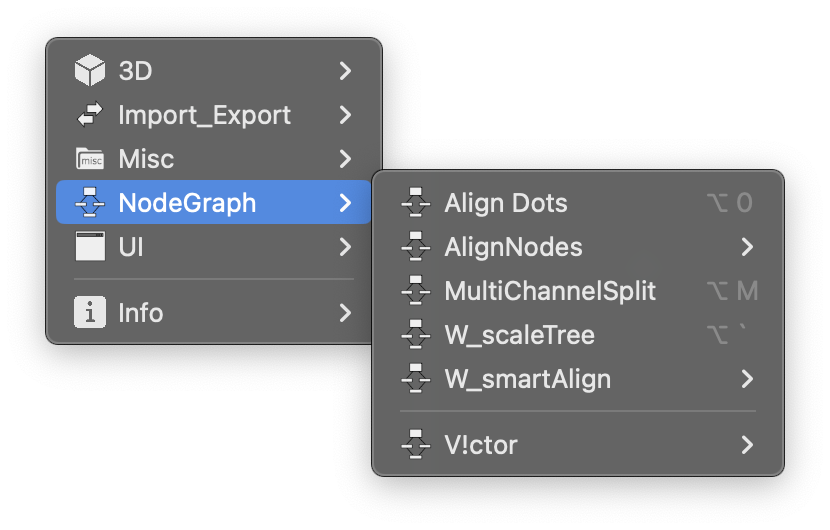 3D
Import_Export
misc
Misc
NodeGraph
UI
i
Info
Align Dots ⌥ 0
AlignNodes
MultiChannelSplit ⌥ M
W_scaleTree ⌥ `
W_smartAlign
V!ctor